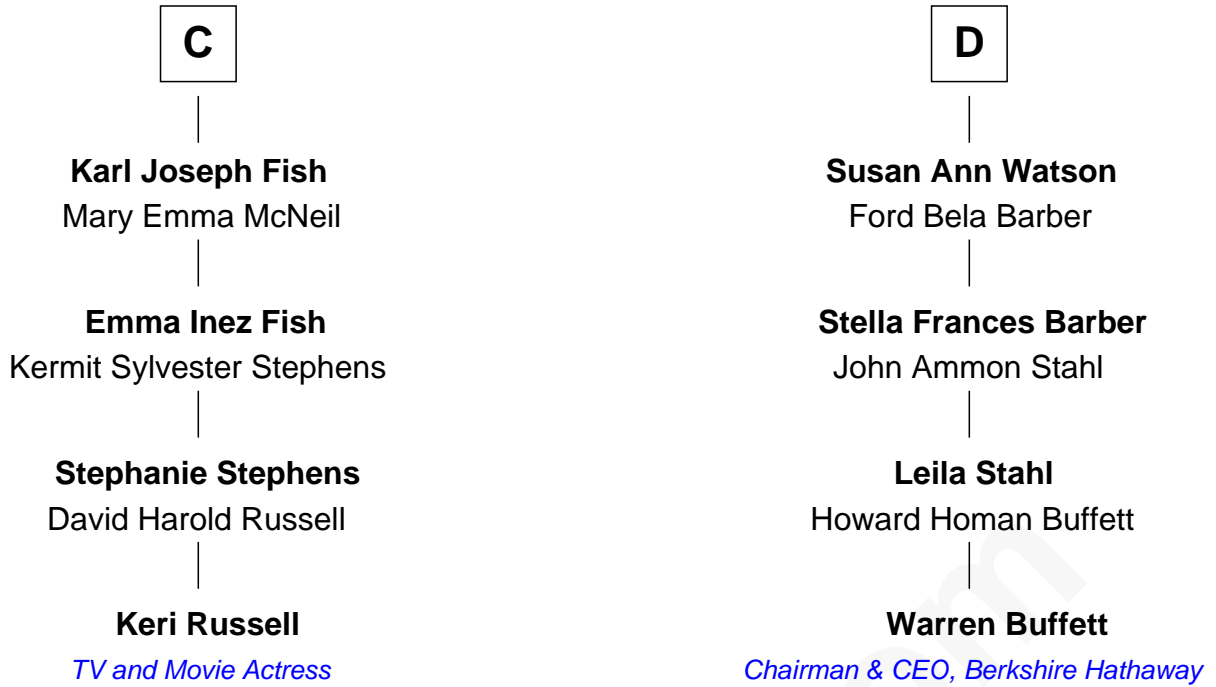 C
Karl Joseph Fish
Mary Emma McNeil
Emma Inez Fish
Kermit Sylvester Stephens
Stephanie Stephens
David Harold Russell
Keri Russell
TV and Movie Actress
D
Susan Ann Watson
Ford Bela Barber
Stella Frances Barber
John Ammon Stahl
Leila Stahl
Howard Homan Buffett
Warren Buffett
Chairman & CEO, Berkshire Hathaway